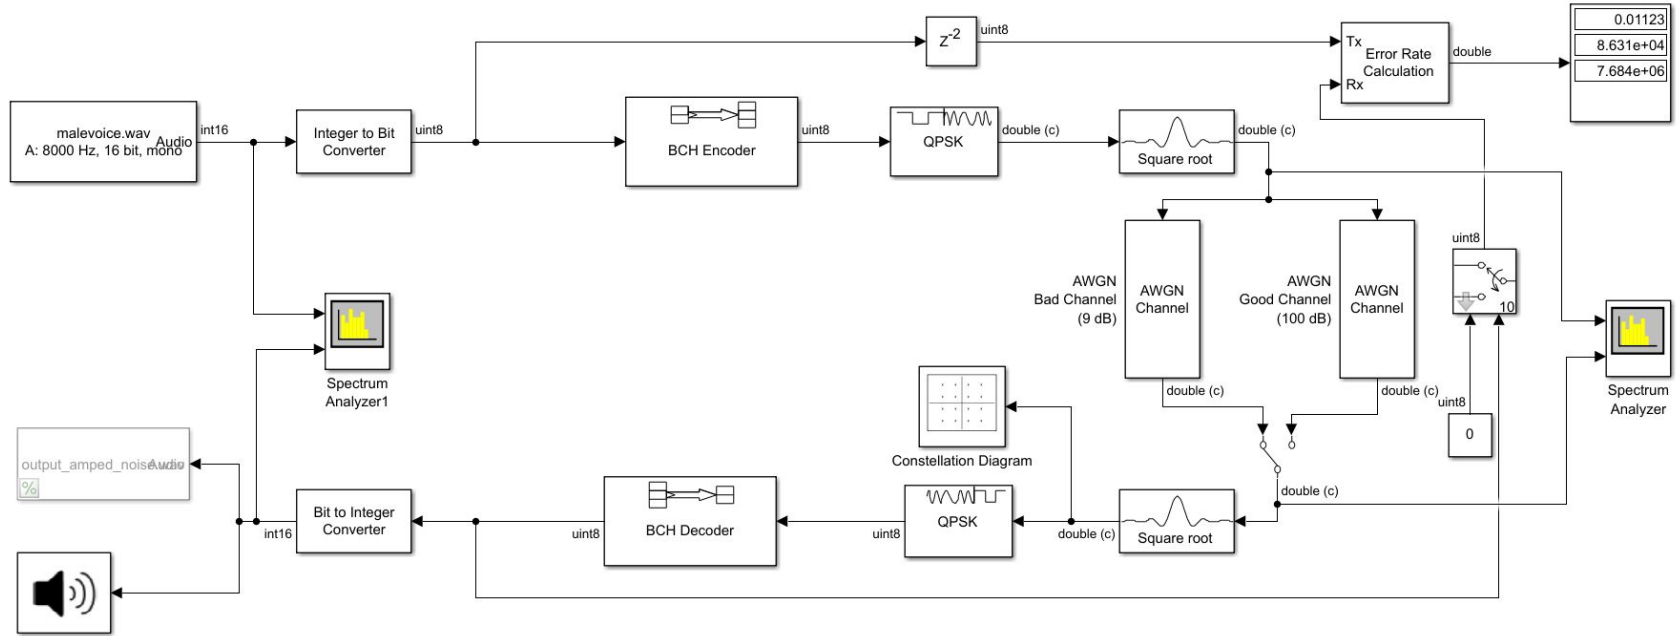 Z-2
uint8
Tx
Rx
Error Rate
Calculation
double
0.01123
8.631e+04
7.684e+06
malevoice.wav
A: 8000 Hz, 16 bit, mono
Audio
int16
Integer to Bit
Converter
uint8
BCH Encoder
uint8
QPSK
double (c)
Square root
double (c)
AWGN
Bad Channel
(9 dB)
AWGN
Channel
AWGN
Good Channel
(100 dB)
AWGN
Channel
uint8
10
Spectrum
Analyzer1
double (c)
double (c)
uint8
0
Spectrum
Analyzer
Constellation Diagram
output_amped_noise.wav
Audio
%
Bit to Integer
Converter
int16
BCH Decoder
uint8
QPSK
uint8
double (c)
Square root
double (c)